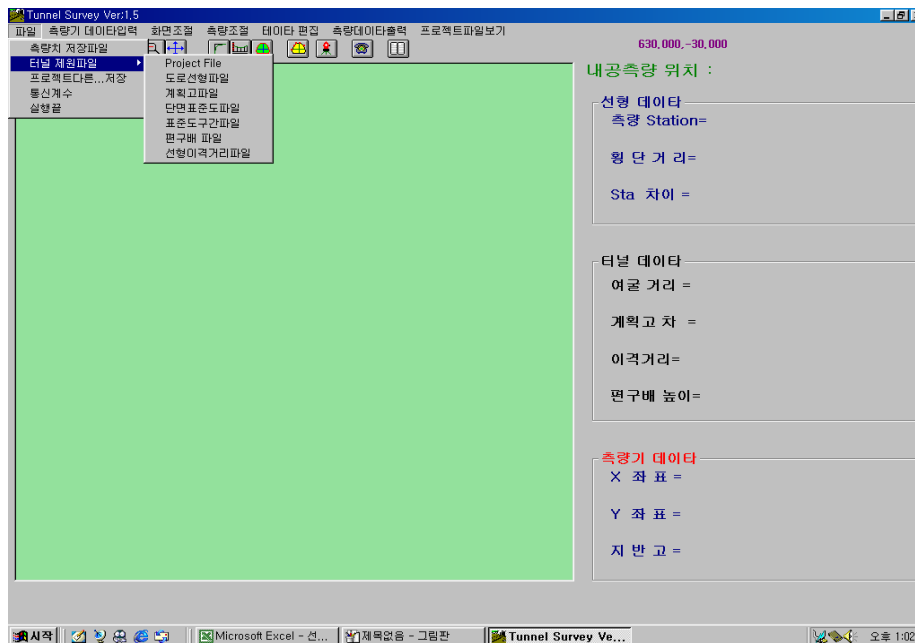 Tunnel Survey Ver;1,5
파일 측량기 데이타입력 화면조절 측량조절 테이타 편집 측량데이타출력 프로젝트파일보기
측량치 저장파일
터널 제원파일
프로젝트다른...저장
통신계수
실행끝
Project File
도로선형파일
계획고파일
단면표준도파일
표준도구간파일
편구배 파일
선형이격거리파일
630,000,-30,000
내공측량 위치 :
선형 데이타
측량 Station=
횡 단 거 리=
Sta 차이 =
터널 데이타
여굴 거리 =
계획고 차 =
이격거리=
편구배 높이=
측량기 데이타
X 좌 표 =
Y 좌 표 =
지 반 고 =
시작 Microsoft Excel - 선... 제목없음 - 그림판 Tunnel Survey Ve... 오후 1:02